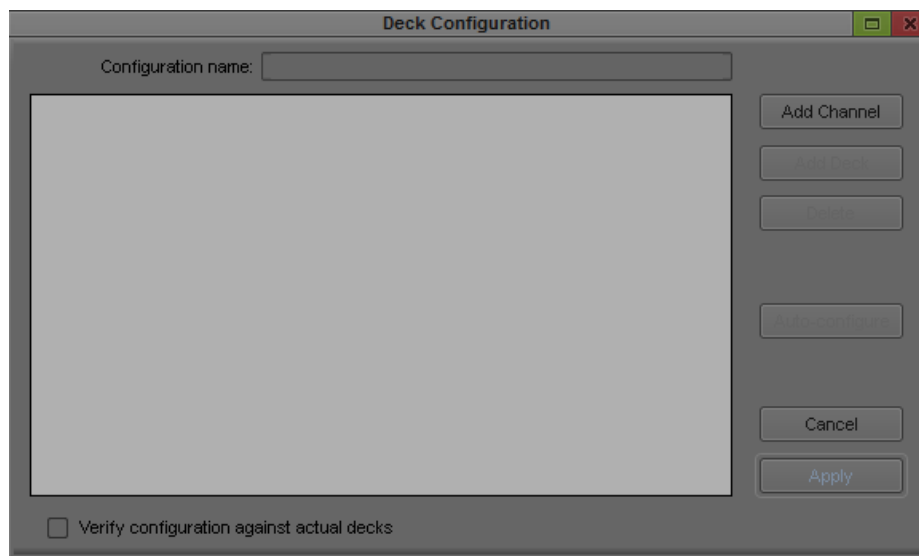 Deck Configuration
Configuration name:
Add Channel
Add Deck
Delete
Auto-configure
Cancel
Apply
Verify configuration against actual decks